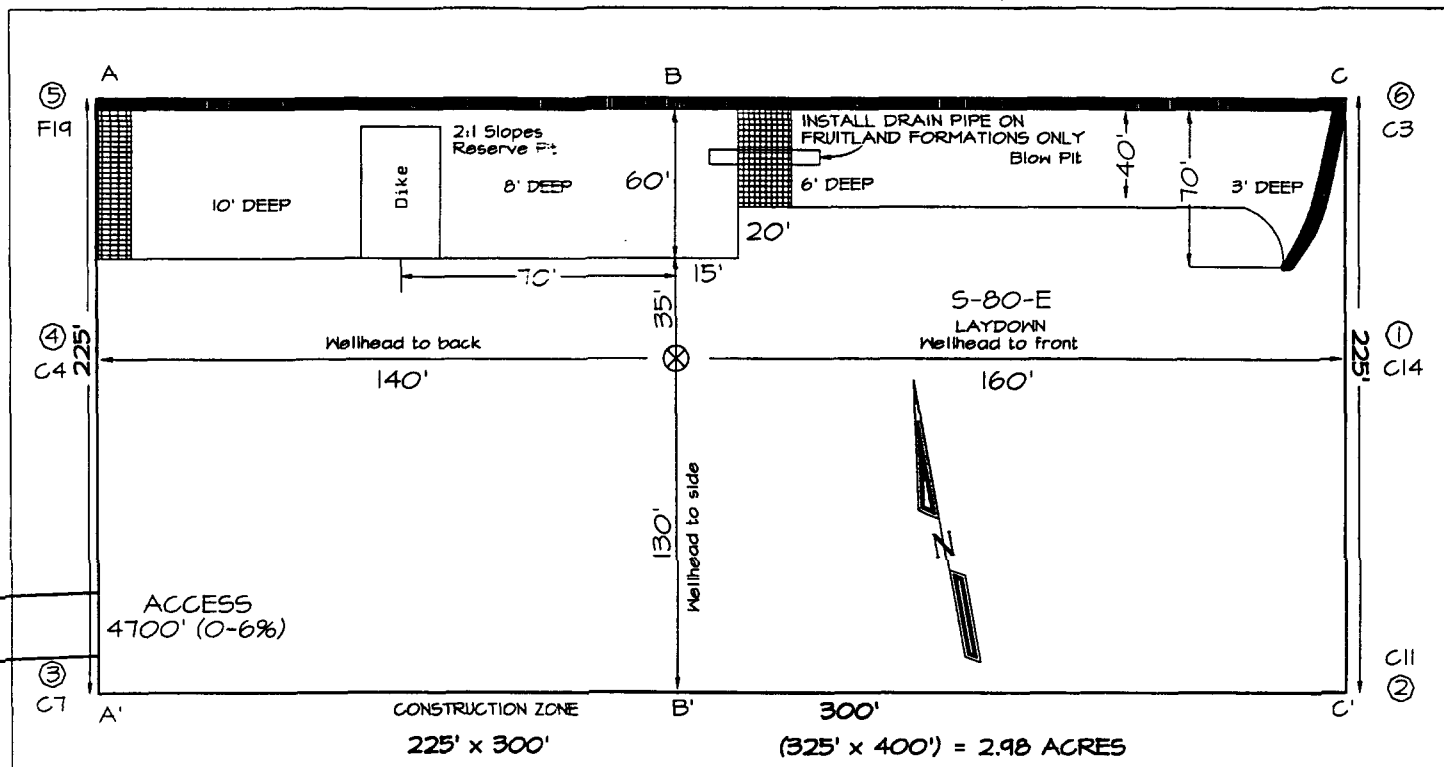 A
B
C
⑤
F19
⑥
C3
2:1 Slopes
Reserve Pit
INSTALL DRAIN PIPE ON
FRUITLAND FORMATIONS ONLY
Blow Pit
10' DEEP
Dike
8' DEEP
60'
6' DEEP
40'
70'
3' DEEP
20'
70'
15'
35'
S-80-E
LAYDOWN
④
C4
225'
Wellhead to back
140'
Wellhead to front
160'
225'
①
C14
130'
Wellhead to side
N
ACCESS
4700' (0-6%)
③
C7
C11
②
A'
CONSTRUCTION ZONE
B'
300'
C'
225' x 300'
(325' x 400') = 2.98 ACRES